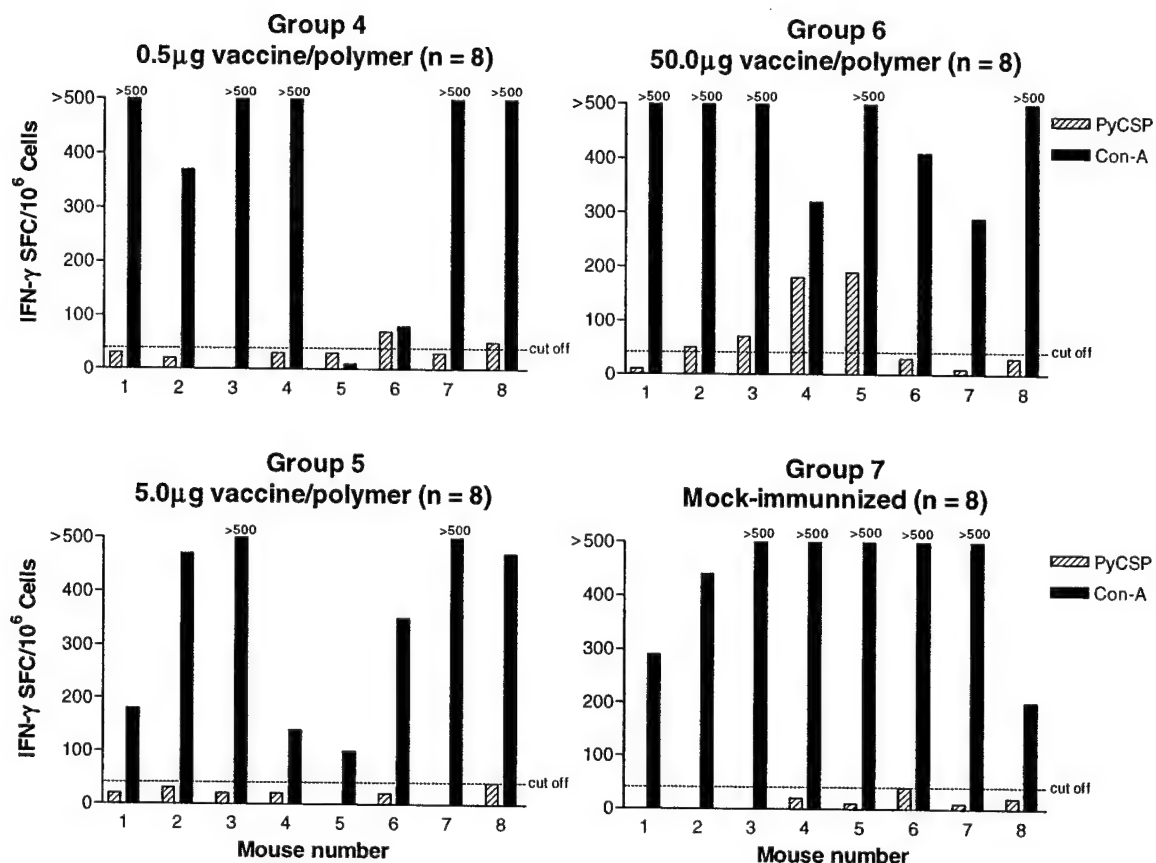 Group 4
0.5μg vaccine/polymer (n = 8)
IFN-γ SFC/10⁶ Cells
>500
400
300
200
100
0
>500
>500
>500
>500
>500
cut off
1 2 3 4 5 6 7 8
Group 6
50.0μg vaccine/polymer (n = 8)
>500
400
300
200
100
0
>500
>500
>500
>500
>500
cut off
1 2 3 4 5 6 7 8
PyCSP
Con-A
Group 5
5.0μg vaccine/polymer (n = 8)
IFN-γ SFC/10⁶ Cells
>500
400
300
200
100
0
>500
>500
cut off
1 2 3 4 5 6 7 8
Mouse number
Group 7
Mock-immunnized (n = 8)
>500
400
300
200
100
0
>500
>500
>500
>500
>500
cut off
1 2 3 4 5 6 7 8
Mouse number
PyCSP
Con-A